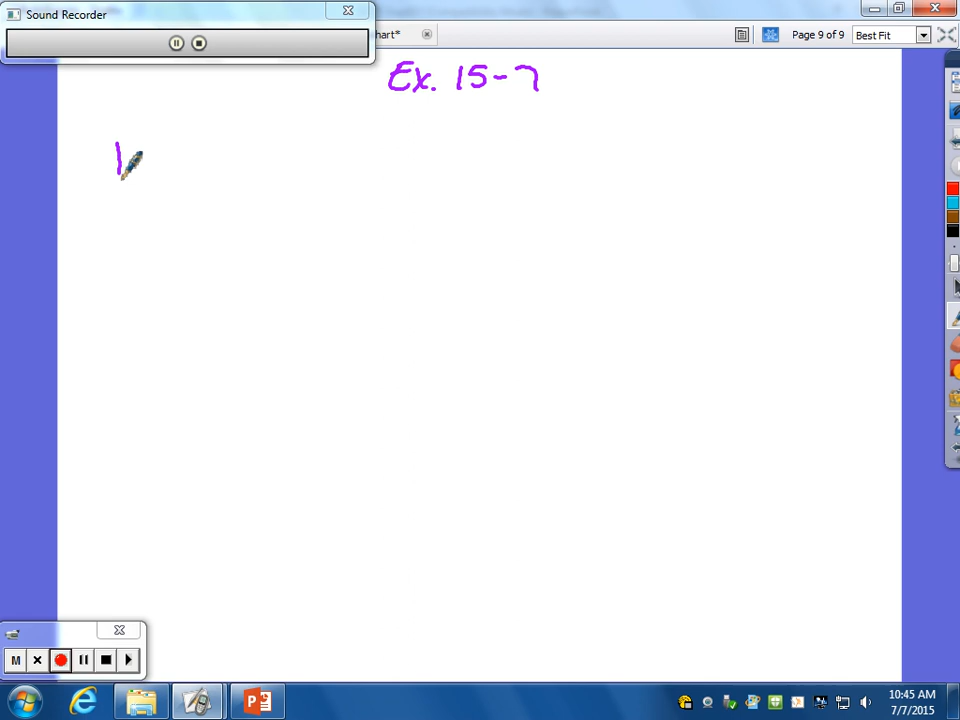 Sound Recorder
hart*
Page 9 of 9
Best Fit
Ex. 15-7
M
10:45 AM
7/7/2015